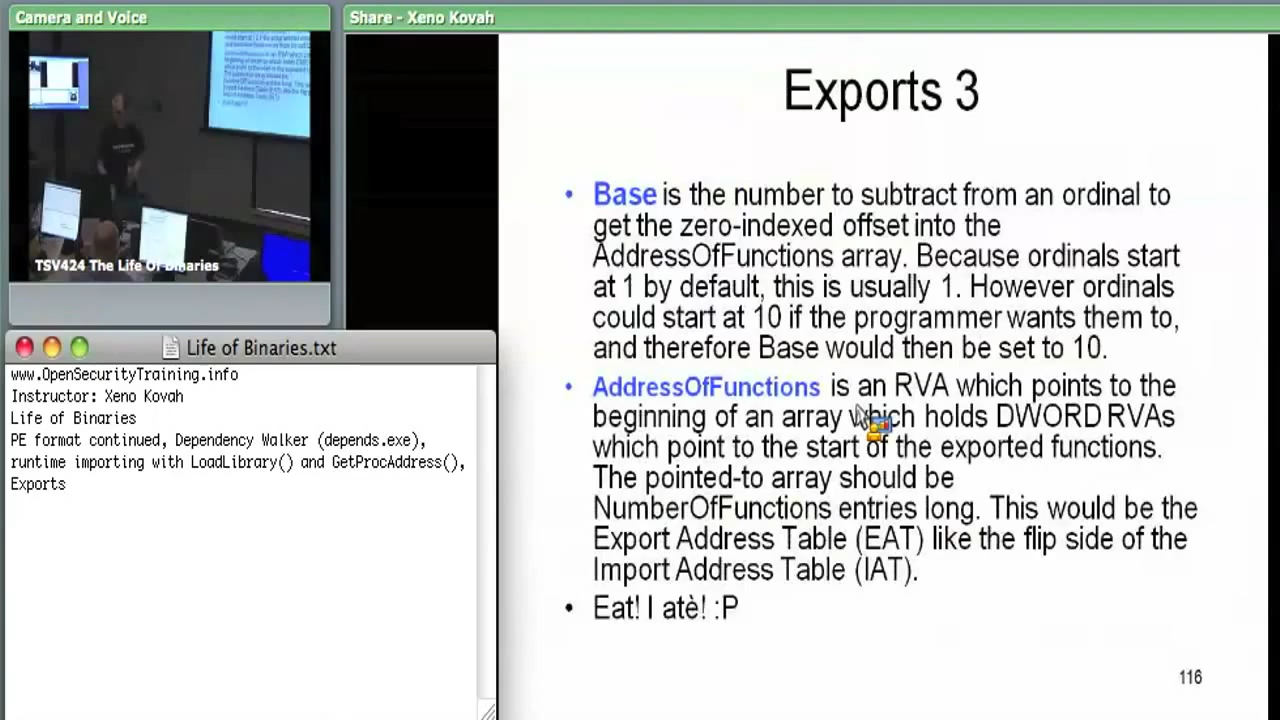 Camera and Voice
Share - Xeno Kovah
TSV424 The Life Of Binaries
Life of Binaries.txt
www.OpenSecurityTraining.info
Instructor: Xeno Kovah
Life of Binaries
PE format continued, Dependency Walker (depends.exe),
runtime importing with LoadLibrary() and GetProcAddress(),
Exports
Exports 3
• Base is the number to subtract from an ordinal to
get the zero-indexed offset into the
AddressOfFunctions array. Because ordinals start
at 1 by default, this is usually 1. However ordinals
could start at 10 if the programmer wants them to,
and therefore Base would then be set to 10.
• AddressOfFunctions is an RVA which points to the
beginning of an array which holds DWORD RVAs
which point to the start of the exported functions.
The pointed-to array should be
NumberOfFunctions entries long. This would be the
Export Address Table (EAT) like the flip side of the
Import Address Table (IAT).
• Eat! I atè! :P
116